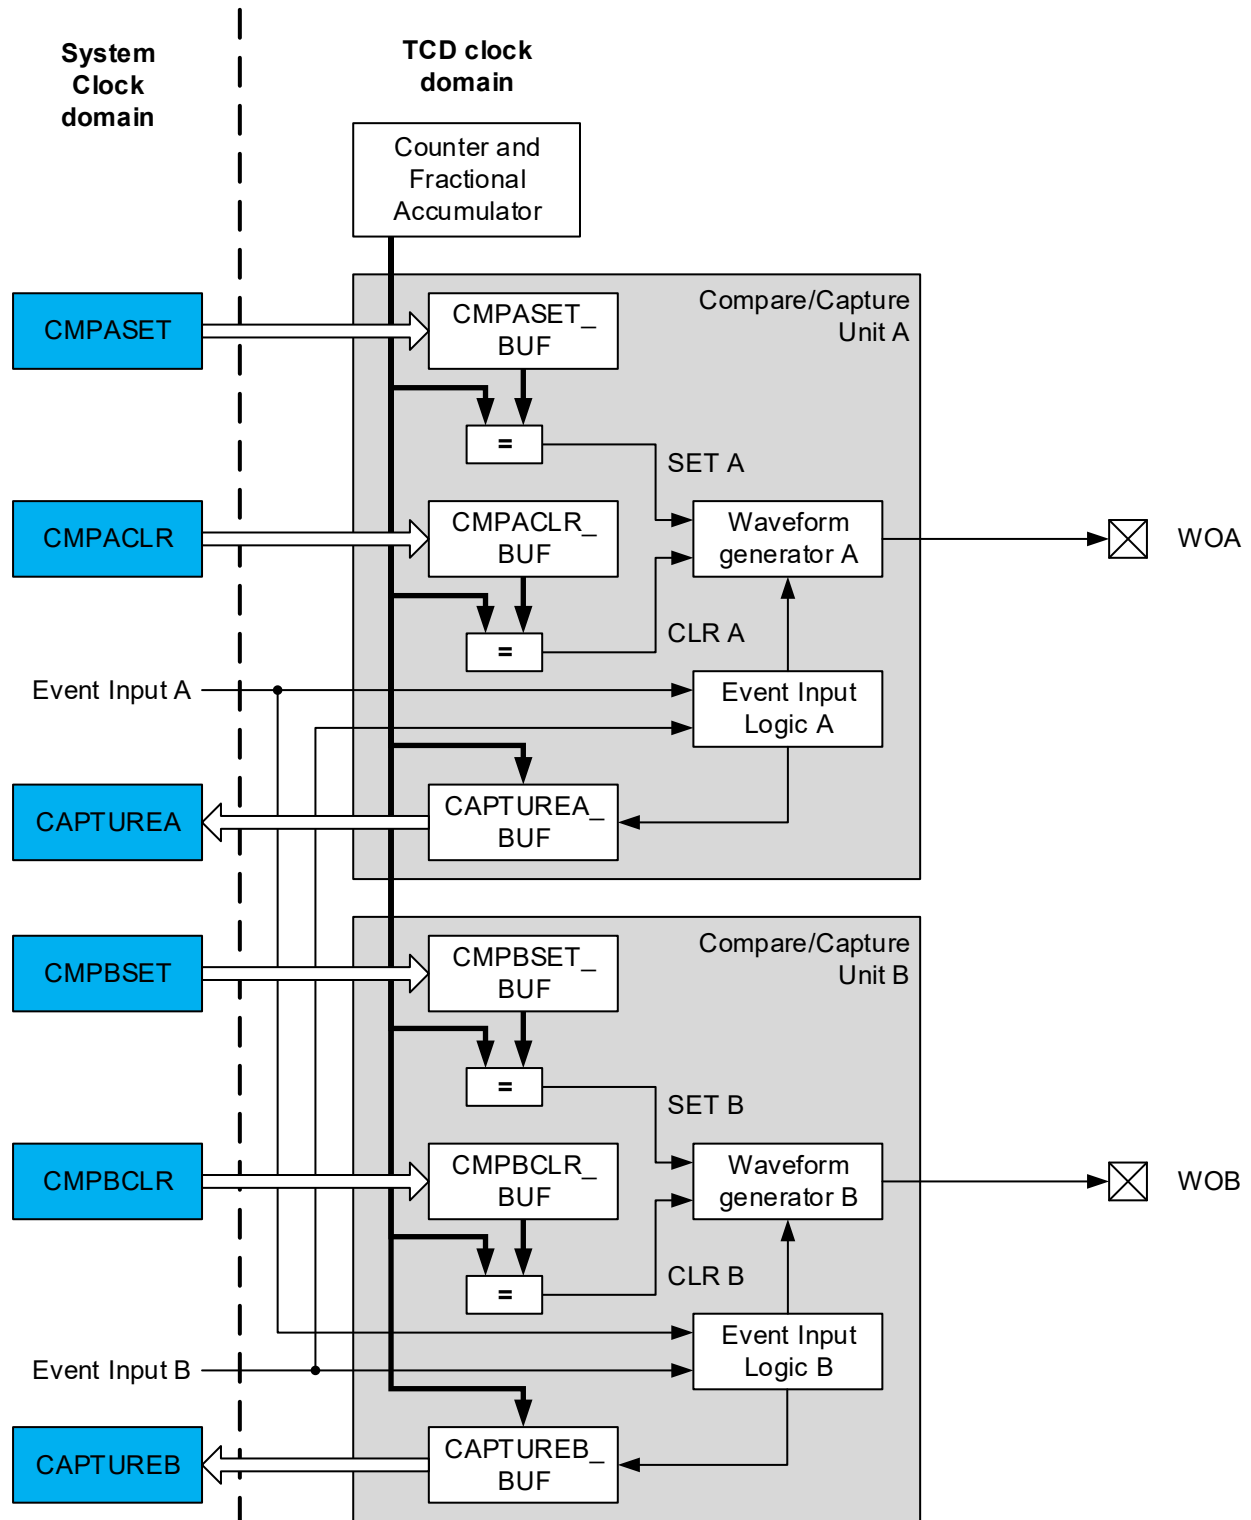 System
Clock
domain
TCD clock
domain
Counter and
Fractional
Accumulator
Compare/Capture
Unit A
CMPASET
CMPASET_
BUF
=
SET A
CMPACLR
CMPACLR_
BUF
Waveform
generator A
WOA
=
CLR A
Event Input A
Event Input
Logic A
CAPTUREA
CAPTUREA_
BUF
Compare/Capture
Unit B
CMPBSET
CMPBSET_
BUF
=
SET B
CMPBCLR
CMPBCLR_
BUF
Waveform
generator B
WOB
=
CLR B
Event Input
Logic B
Event Input B
CAPTUREB
CAPTUREB_
BUF